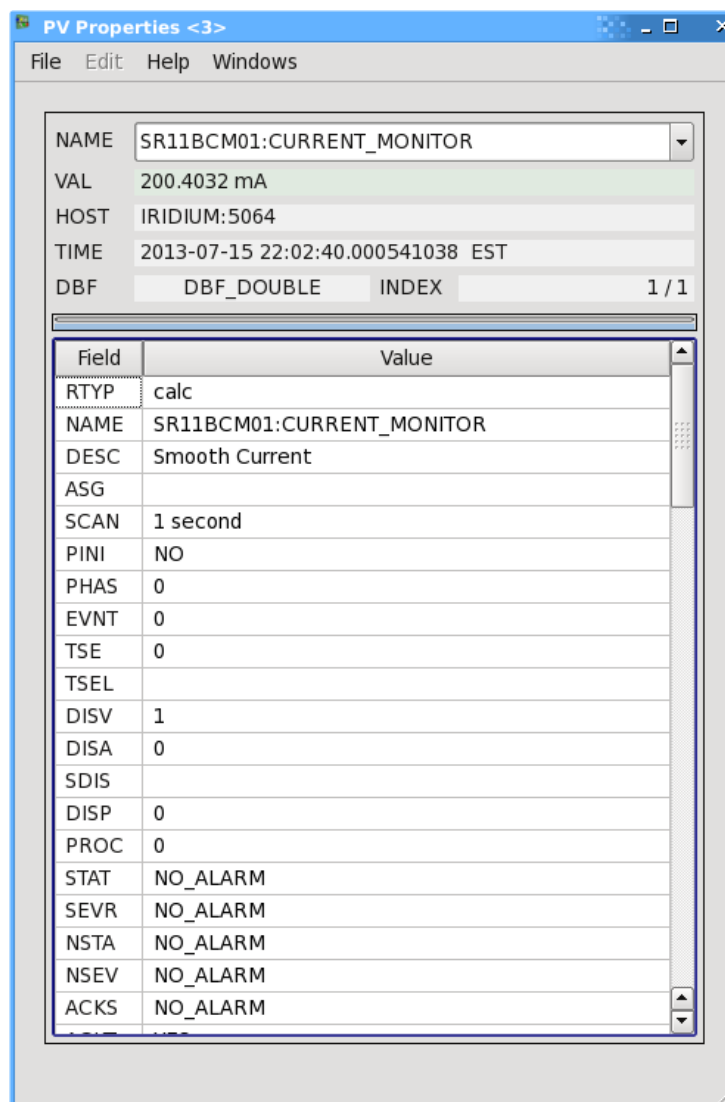 PV Properties <3>
File Edit Help Windows
NAME SR11BCM01:CURRENT_MONITOR
VAL 200.4032 mA
HOST IRIDIUM:5064
TIME 2013-07-15 22:02:40.000541038 EST
DBF DBF_DOUBLE INDEX 1 / 1
Field Value
RTYP calc
NAME SR11BCM01:CURRENT_MONITOR
DESC Smooth Current
ASG
SCAN 1 second
PINI NO
PHAS 0
EVNT 0
TSE 0
TSEL
DISV 1
DISA 0
SDIS
DISP 0
PROC 0
STAT NO_ALARM
SEVR NO_ALARM
NSTA NO_ALARM
NSEV NO_ALARM
ACKS NO_ALARM